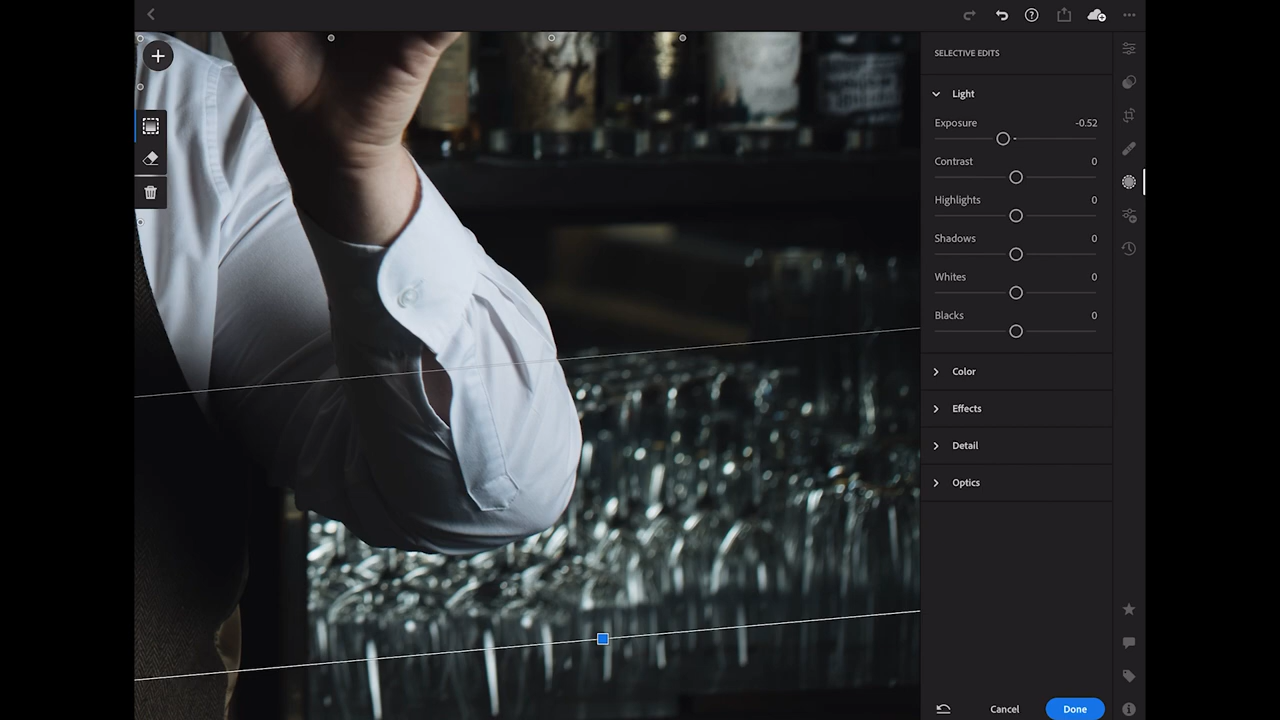 SELECTIVE EDITS
Light
Exposure -0.52
Contrast 0
Highlights 0
Shadows 0
Whites 0
Blacks 0
Color
Effects
Detail
Optics
Cancel Done